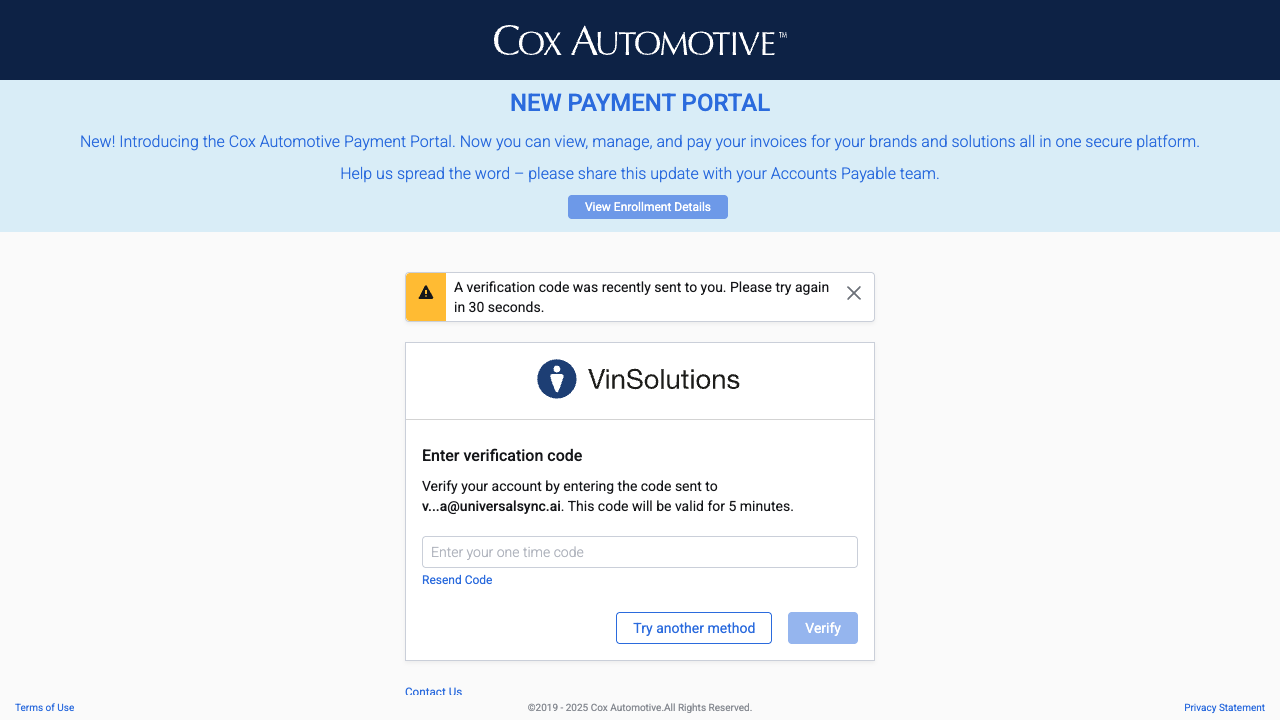 COX AUTOMOTIVE™
NEW PAYMENT PORTAL
New! Introducing the Cox Automotive Payment Portal. Now you can view, manage, and pay your invoices for your brands and solutions all in one secure platform.
Help us spread the word – please share this update with your Accounts Payable team.
View Enrollment Details
A verification code was recently sent to you. Please try again
in 30 seconds.
VinSolutions
Enter verification code
Verify your account by entering the code sent to
v...a@universalsync.ai. This code will be valid for 5 minutes.
Enter your one time code
Resend Code
Try another method
Verify
Contact Us
Terms of Use
©2019 - 2025 Cox Automotive.All Rights Reserved.
Privacy Statement